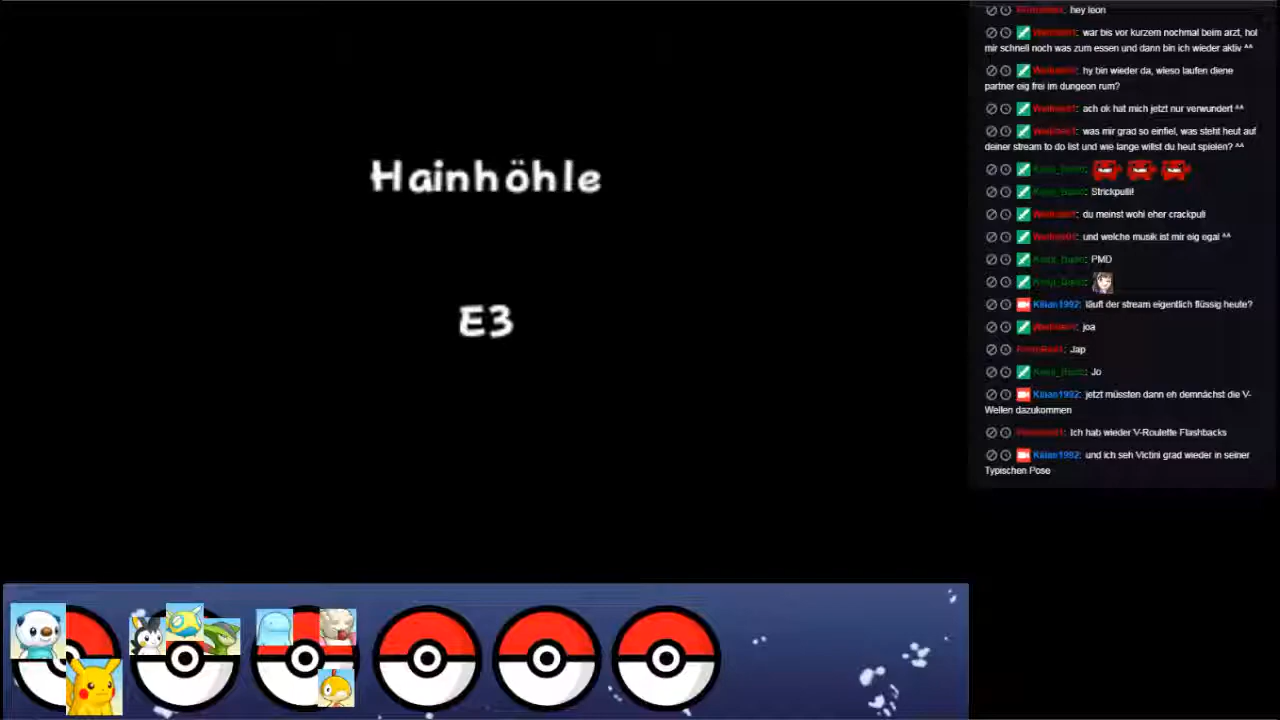 Hainhöhle
E3
hey leon
war bis vor kurzem nochmal beim arzt, hol
mir schnell noch was zum essen und dann bin ich wieder aktiv ^^
hy bin wieder da, wieso laufen diene
partner eig frei im dungeon rum?
ach ok hat mich jetzt nur verwundert ^^
was mir grad so einfiel, was steht heut auf
deiner stream to do list und wie lange willst du heut spielen? ^^
Strickpulli!
du meinst wohl eher crackpuli
und welche musik ist mir eig egal ^^
PMD
Kilian1992: läuft der stream eigentlich flüssig heute?
joa
Jap
Jo
Kilian1992: jetzt müssten dann eh demnächst die V-
Wellen dazukommen
Ich hab wieder V-Roulette Flashbacks
Kilian1992: und ich seh Victini grad wieder in seiner
Typischen Pose